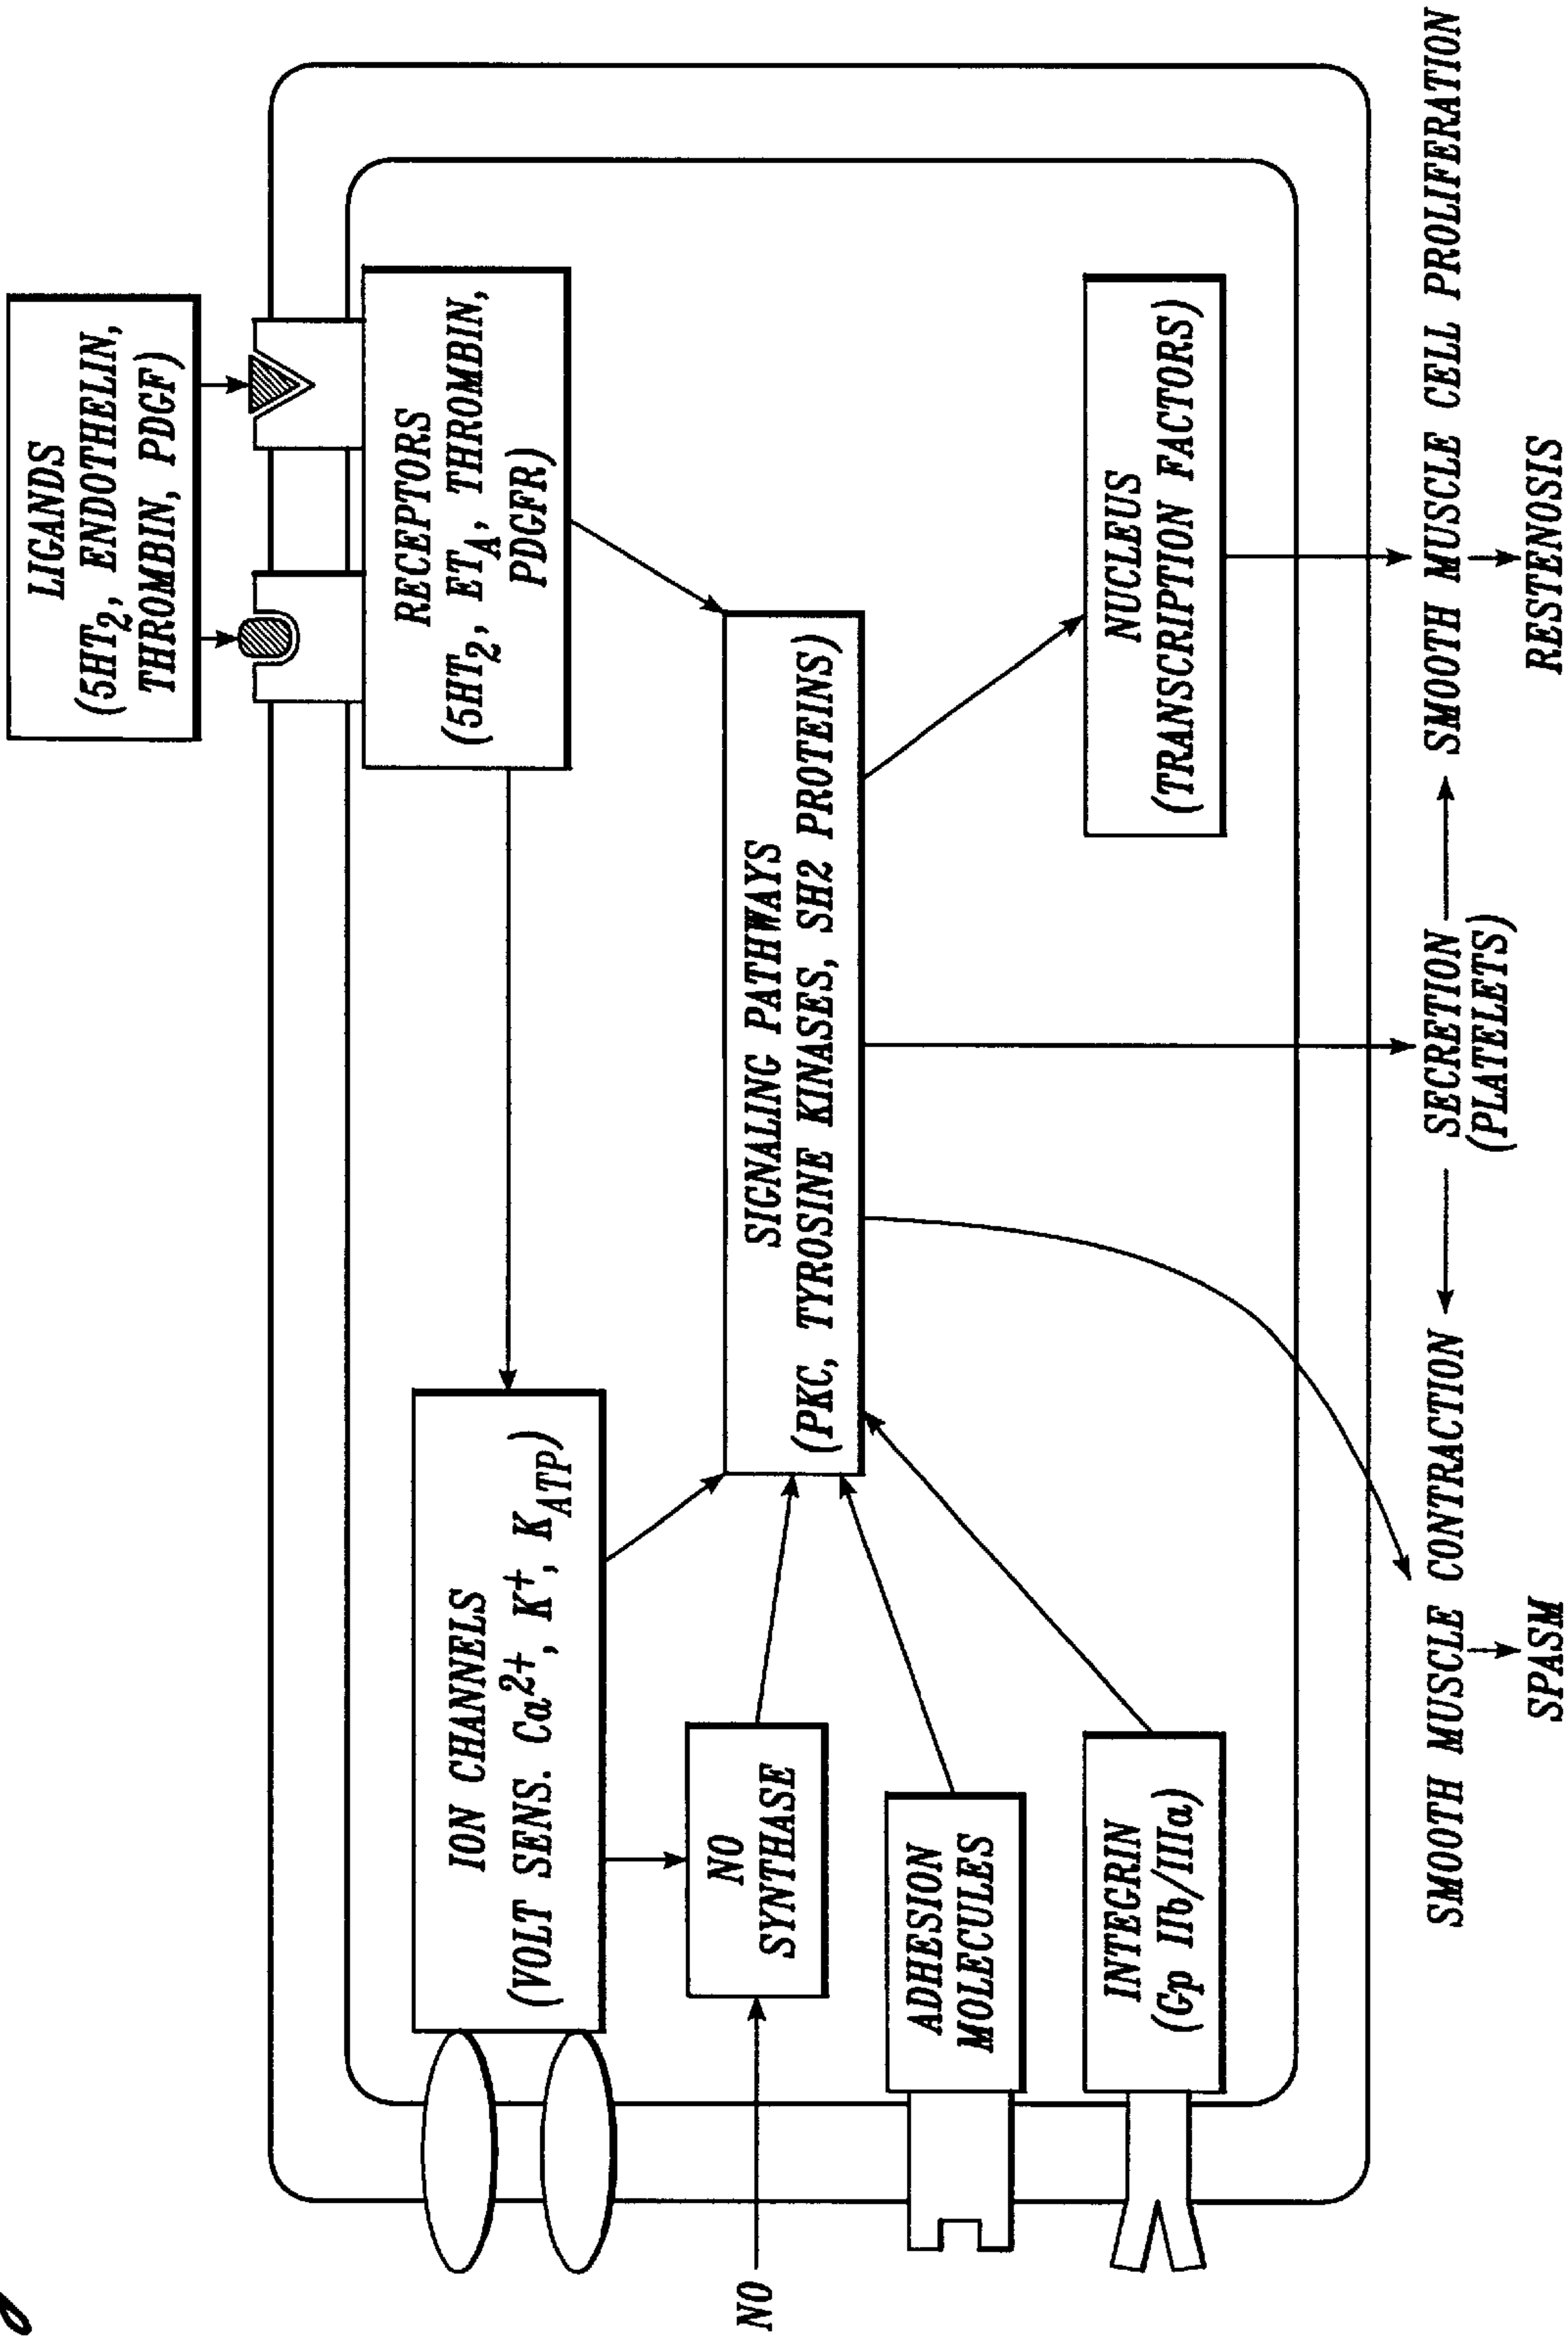 LIGANDS
(5HT2, ENDOTHELIN,
THROMBIN, PDGF)
RECEPTORS
(5HT2, ETA, THROMBIN,
PDGFR)
ION CHANNELS
(VOLT SENS. Ca2+, K+, KATP)
NO
SYNTHASE
NO
SIGNALING PATHWAYS
(PKC, TYROSINE KINASES, SH2 PROTEINS)
ADHESION
MOLECULES
INTEGRIN
(Gp IIb/IIIa)
NUCLEUS
(TRANSCRIPTION FACTORS)
SMOOTH MUSCLE CONTRACTION
SECRETION
(PLATELETS)
SMOOTH MUSCLE CELL PROLIFERATION
SPASM
RESTENOSIS